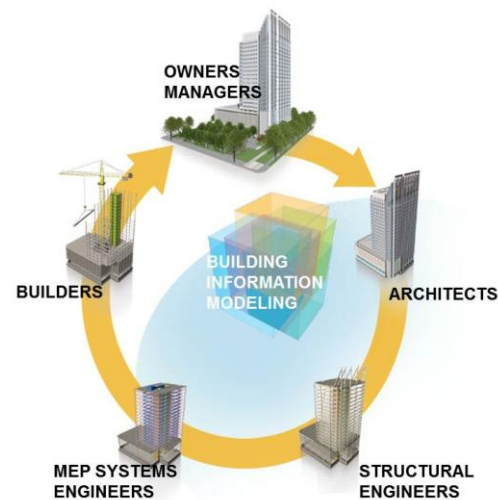 OWNERS
MANAGERS
BUILDING
INFORMATION
MODELING
BUILDERS
ARCHITECTS
MEP SYSTEMS
ENGINEERS
STRUCTURAL
ENGINEERS